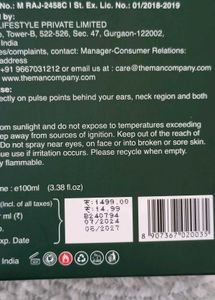 No.: M RAJ-2458C I St. Ex. Lic. No.: 01/2018-2019
LIFESTYLE PRIVATE LIMITED
Tower-B, 522-526, Sec. 47, Gurgaon-122002,
India
es/complaints, contact: Manager-Consumer Relations
address:
+91 9667031212 or email us at : care@themancompany.com
themancompany.com
ectly on pulse points behind your ears, neck region and both
om sunlight and do not expose to temperatures exceeding
eep away from sources of ignition. Keep out of the reach of
Do not spray near eyes, on face or into broken or sore skin.
ue use if irritation occurs. Please recycle when empty.
y flammable.
me : e100ml (3.38 fl.oz)
(Incl. of all taxes)
₹:1499.00
ml (₹)
₹:14.99
B240794
07/2024
xp. Date
06/2027
India
8 907367 020035